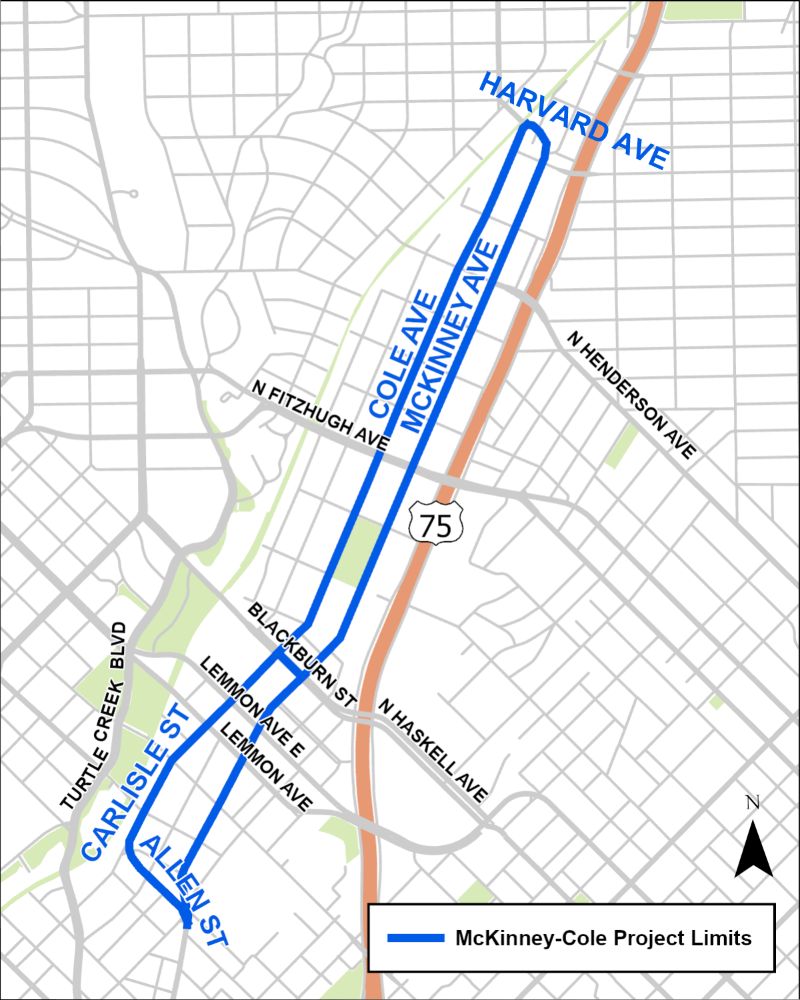 HARVARD AVE
COLE AVE
MCKINNEY AVE
N HENDERSON AVE
N FITZHUGH AVE
75
BLACKBURN ST
TURTLE CREEK BLVD
LEMMON AVE E
N HASKELL AVE
LEMMON AVE
CARLISLE ST
ALLEN ST
N
McKinney-Cole Project Limits